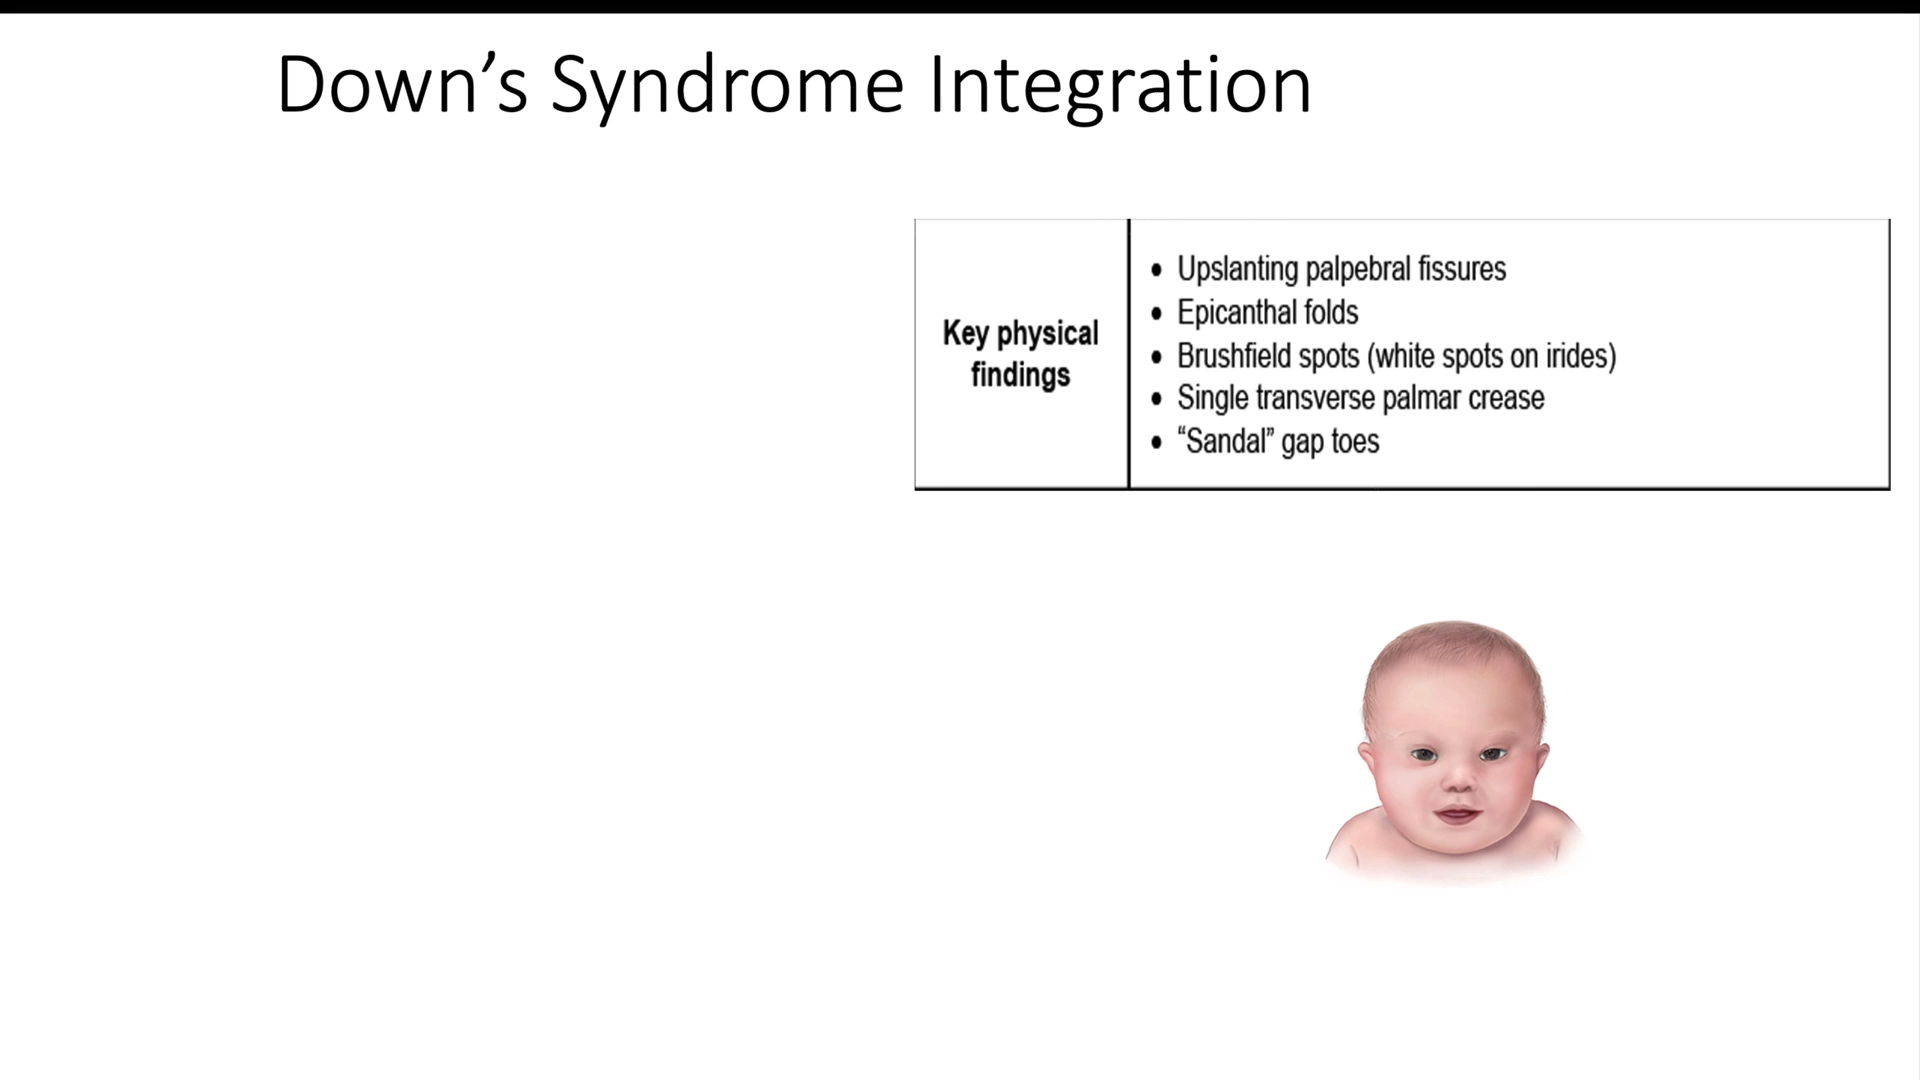 Down’s Syndrome Integration
Key physical
findings
• Upslanting palpebral fissures
• Epicanthal folds
• Brushfield spots (white spots on irides)
• Single transverse palmar crease
• “Sandal” gap toes